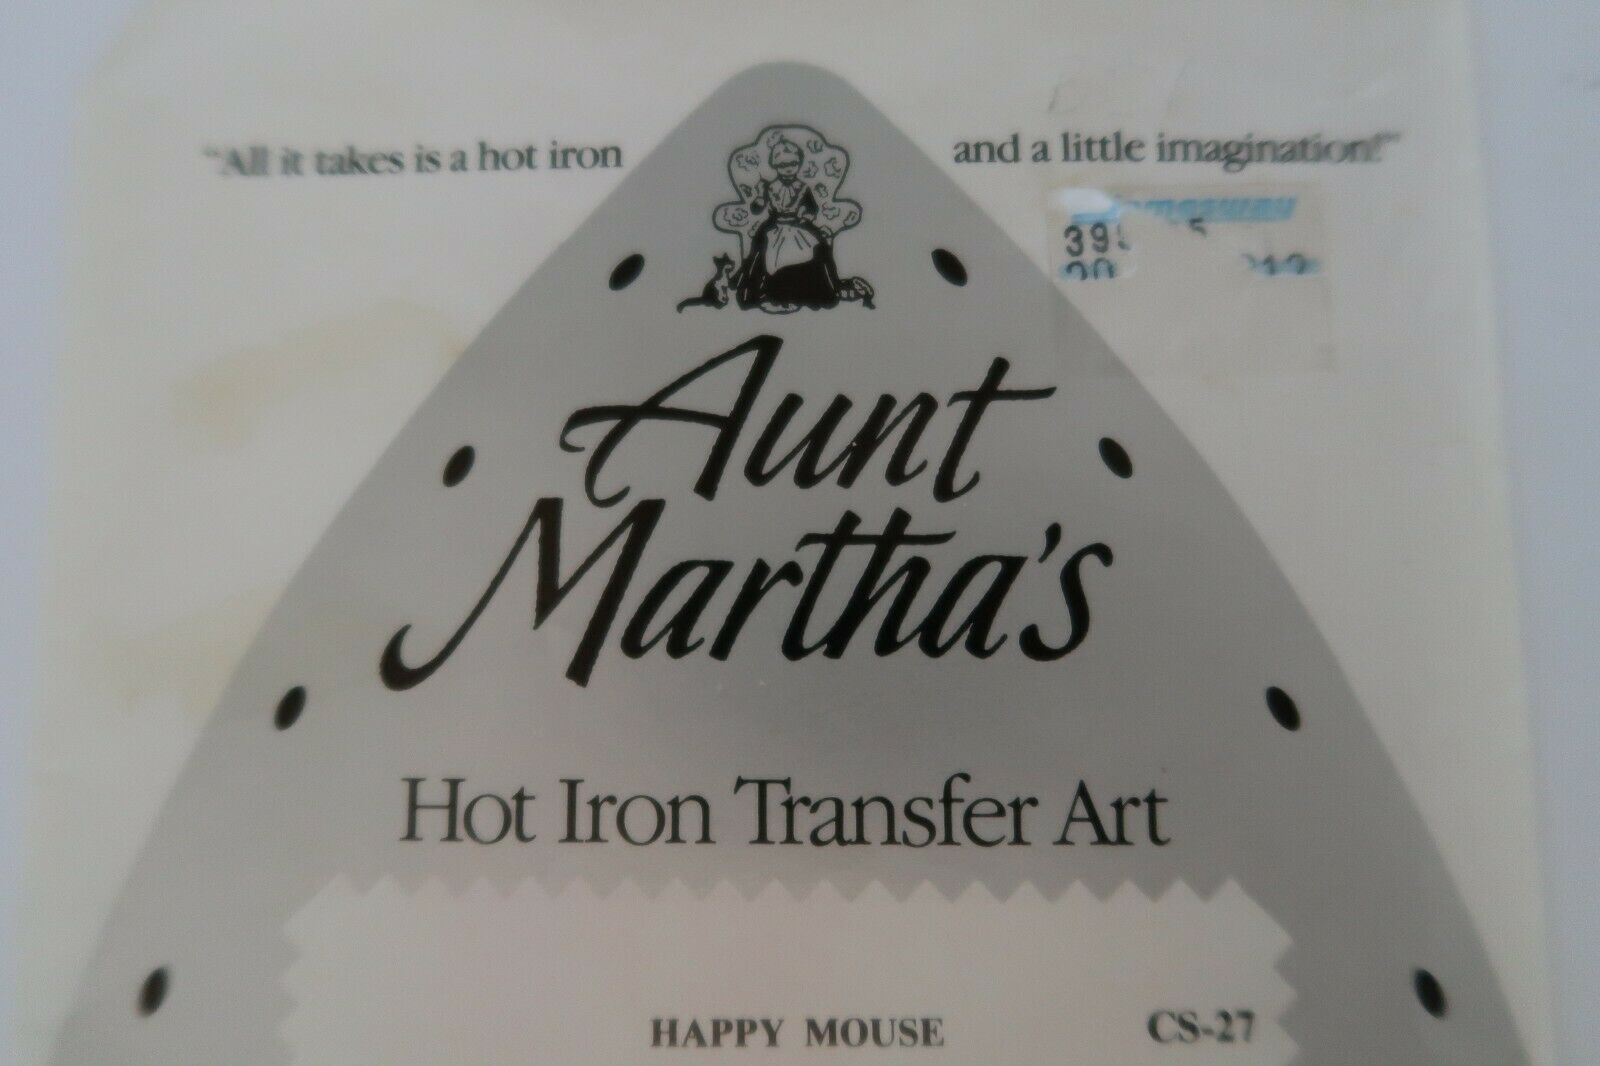 "All it takes is a hot iron and a little imagination!"
Aunt
Martha's
Hot Iron Transfer Art
HAPPY MOUSE CS-27